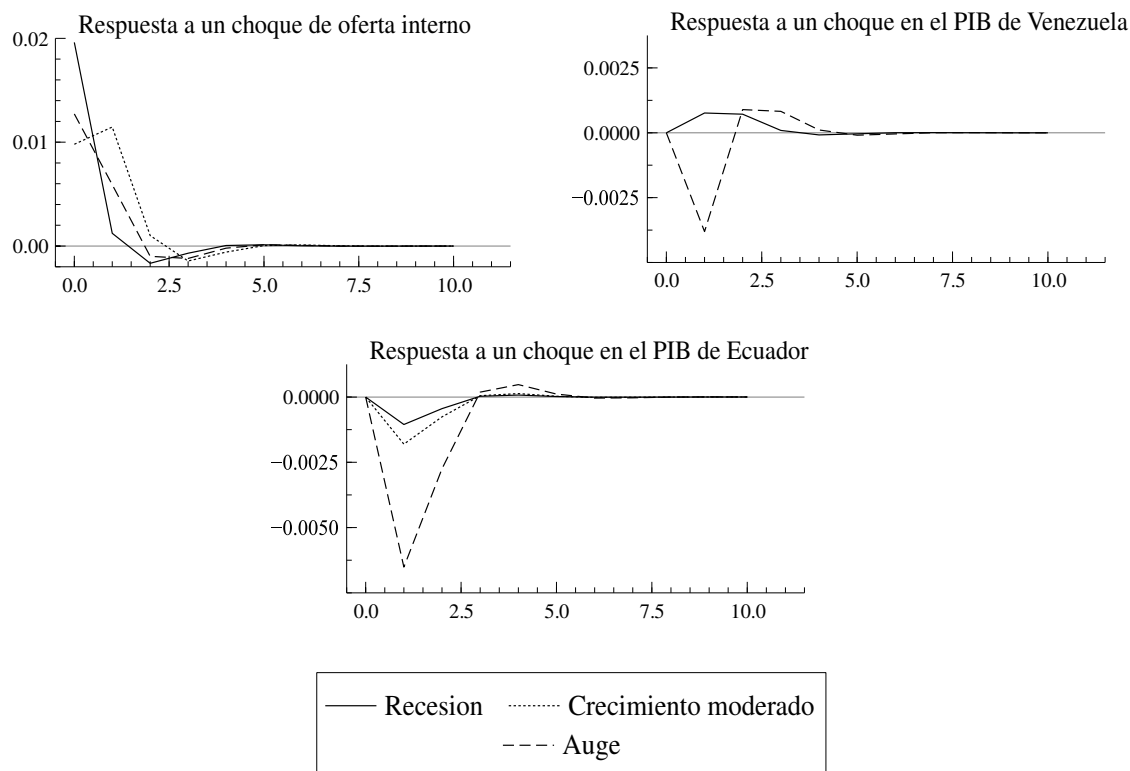 Respuesta a un choque de oferta interno
0.02
0.01
0.00
0.0 2.5 5.0 7.5 10.0
Respuesta a un choque en el PIB de Venezuela
0.0025
0.0000
−0.0025
0.0 2.5 5.0 7.5 10.0
Respuesta a un choque en el PIB de Ecuador
0.0000
−0.0025
−0.0050
0.0 2.5 5.0 7.5 10.0
Recesion Crecimiento moderado
Auge